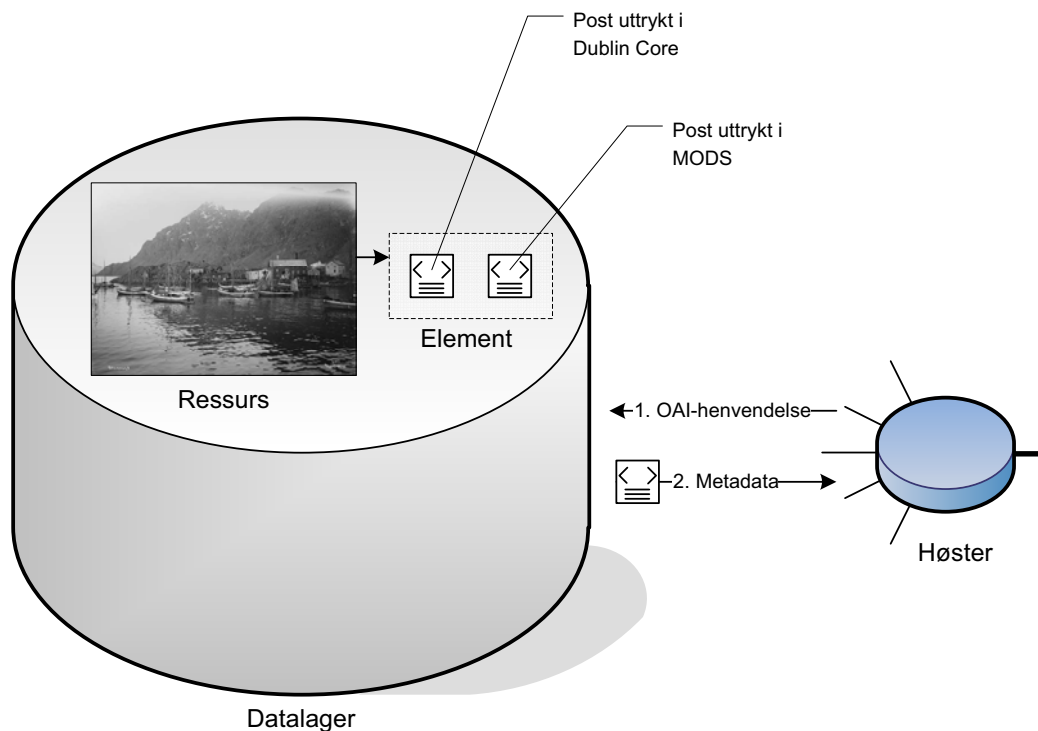 Post uttrykt i
Dublin Core
Post uttrykt i
MODS
Element
Ressurs
1. OAI-henvendelse
2. Metadata
Høster
Datalager